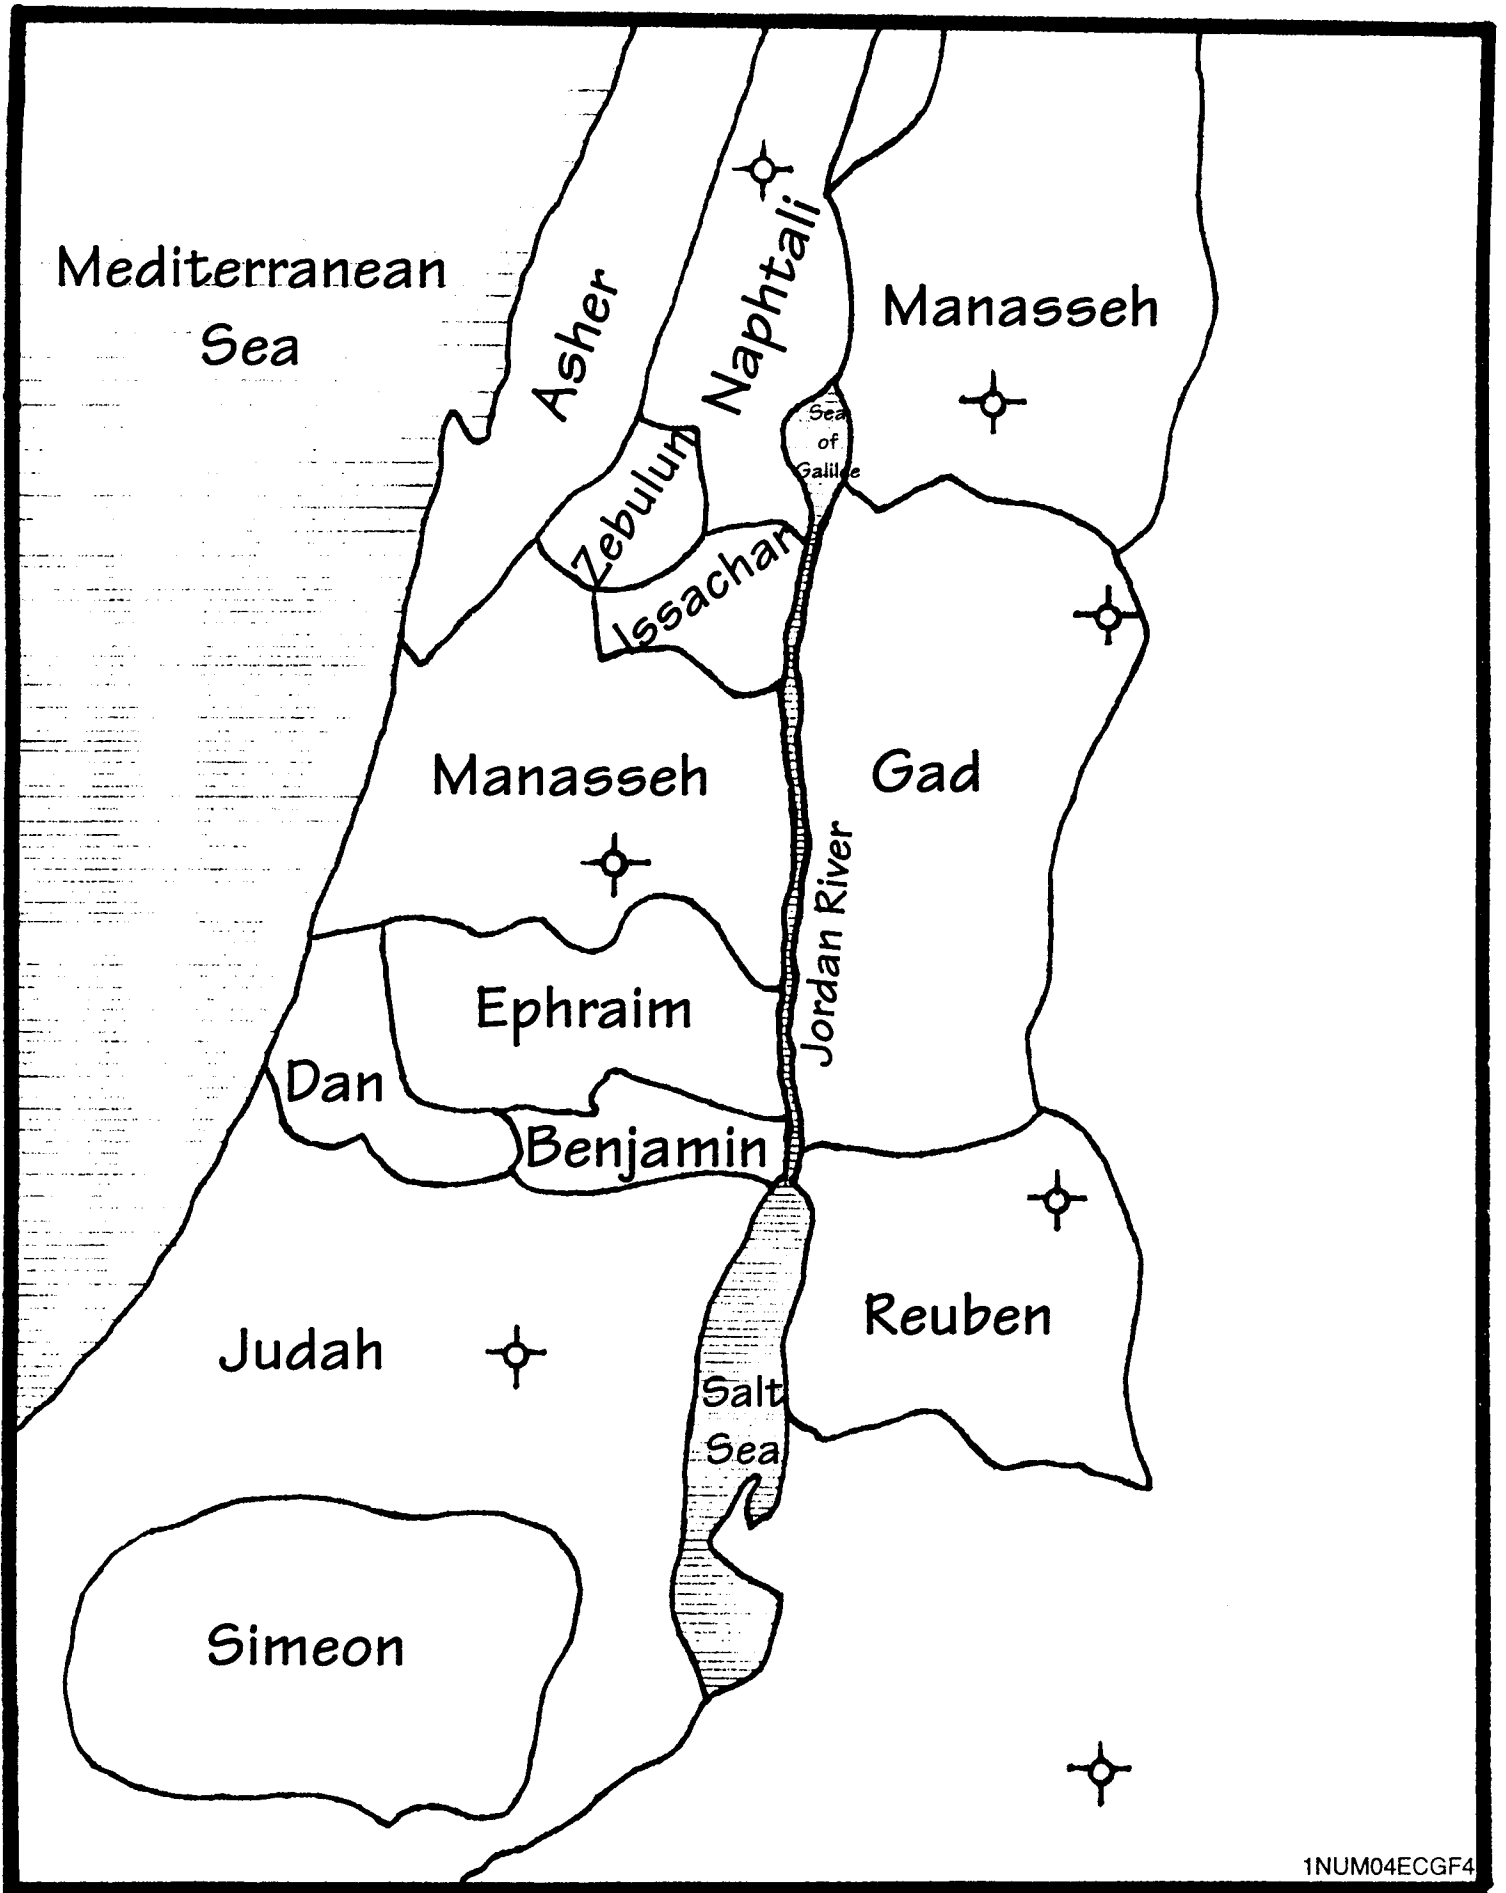 Mediterranean
Sea
Asher
Naphtali
Manasseh
Sea
of
Galilee
Zebulun
Issachar
Manasseh
Gad
Jordan River
Ephraim
Dan
Benjamin
Reuben
Judah
Salt
Sea
Simeon
1NUM04ECGF4